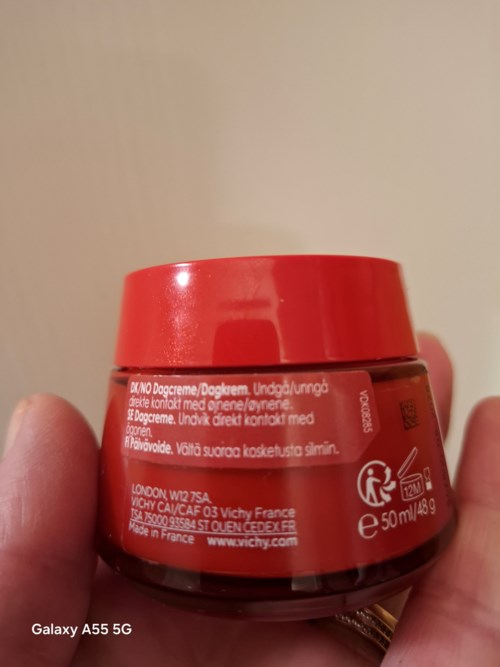 DK/NO Dagcreme/Dagkrem. Undgå/unngå
direkte kontakt med øjnene/øynene.
SE Dagcreme. Undvik direkt kontakt med
ögonen.
FI Päivävoide. Vältä suoraa kosketusta silmiin.
VDK08285
LONDON, W12 7SA.
VICHY CAI/CAF 03 Vichy France
TSA 75000 93584 ST OUEN CEDEX FR
Made in France www.vichy.com
12M
e 50 ml/48 g
Galaxy A55 5G